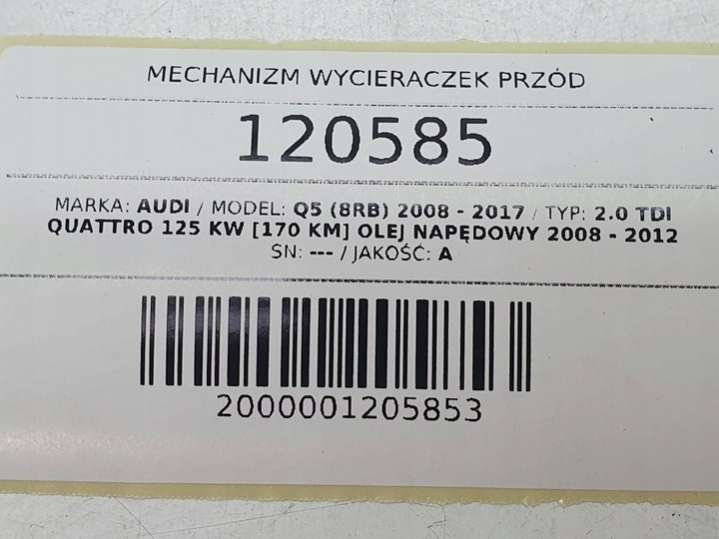 MECHANIZM WYCIERACZEK PRZÓD
120585
MARKA: AUDI / MODEL: Q5 (8RB) 2008 - 2017 / TYP: 2.0 TDI
QUATTRO 125 KW [170 KM] OLEJ NAPĘDOWY 2008 - 2012
SN: --- / JAKOŚĆ: A
2000001205853